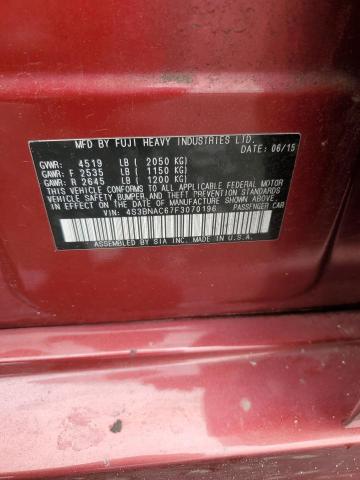 MFD BY FUJI HEAVY INDUSTRIES LTD.
DATE: 06/15
GVWR: 4519 LB ( 2050 KG)
GAWR: F 2535 LB ( 1150 KG)
GAWR: R 2645 LB ( 1200 KG)
THIS VEHICLE CONFORMS TO ALL APPLICABLE FEDERAL MOTOR
VEHICLE SAFETY, BUMPER, AND THEFT PREVENTION STANDARDS
IN EFFECT ON THE DATE OF MANUFACTURE SHOWN ABOVE.
VIN: 4S3BNAC67F3070196 PASSENGER CAR
ASSEMBLED BY SIA INC. MADE IN U.S.A.